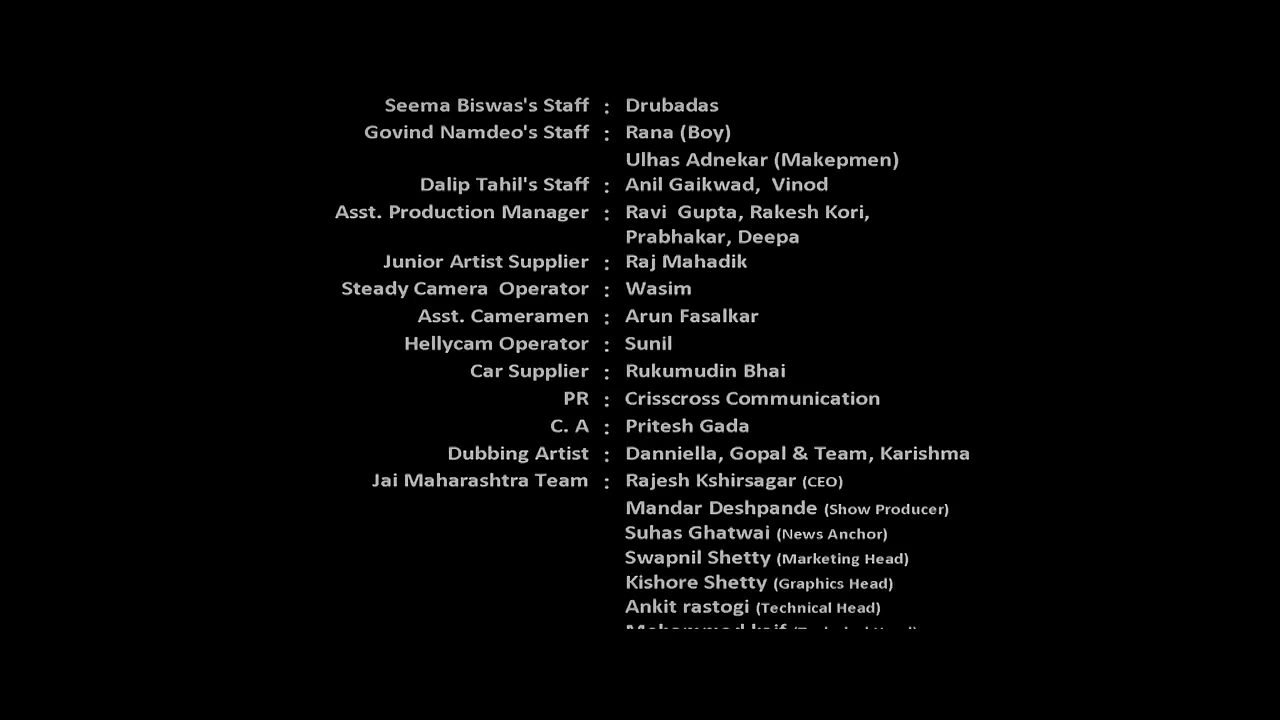 Seema Biswas's Staff : Drubadas
Govind Namdeo's Staff : Rana (Boy)
Ulhas Adnekar (Makepmen)
Dalip Tahil's Staff : Anil Gaikwad, Vinod
Asst. Production Manager : Ravi Gupta, Rakesh Kori,
Prabhakar, Deepa
Junior Artist Supplier : Raj Mahadik
Steady Camera Operator : Wasim
Asst. Cameramen : Arun Fasalkar
Hellycam Operator : Sunil
Car Supplier : Rukumudin Bhai
PR : Crisscross Communication
C. A : Pritesh Gada
Dubbing Artist : Danniella, Gopal & Team, Karishma
Jai Maharashtra Team : Rajesh Kshirsagar (CEO)
Mandar Deshpande (Show Producer)
Suhas Ghatwai (News Anchor)
Swapnil Shetty (Marketing Head)
Kishore Shetty (Graphics Head)
Ankit rastogi (Technical Head)